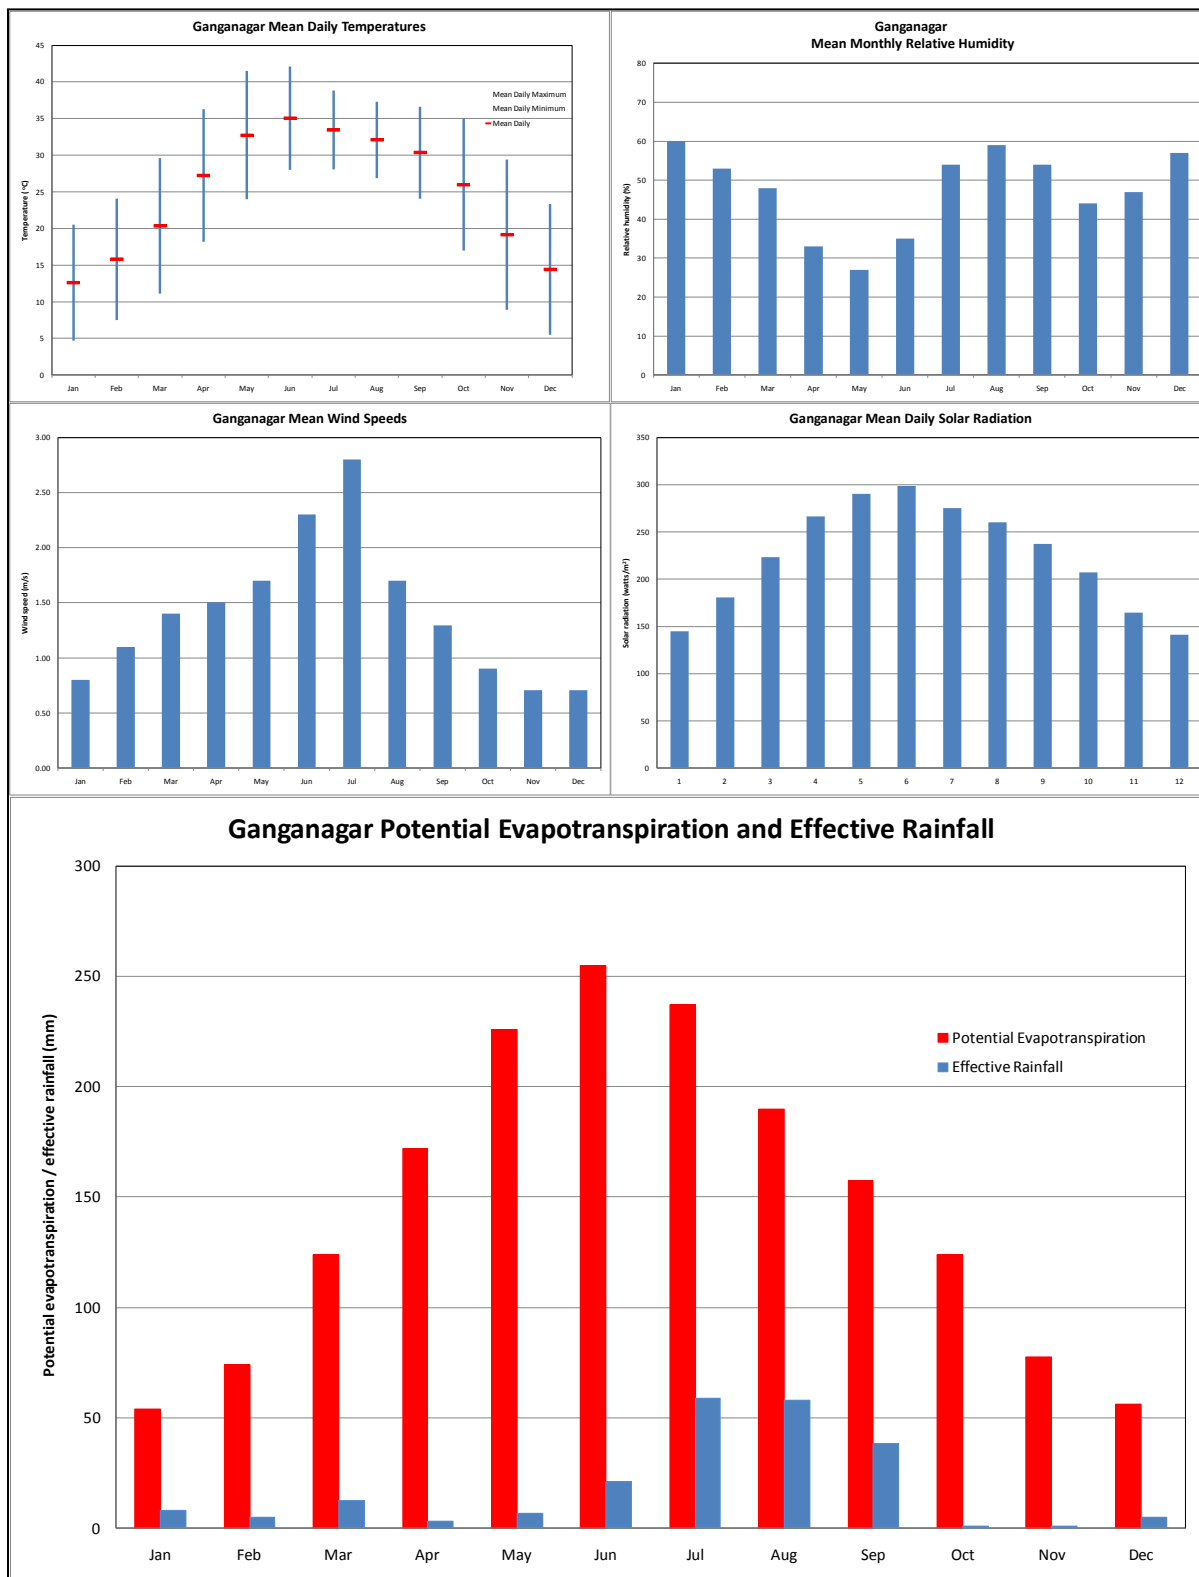 Ganganagar Mean Daily Temperatures
45
40
35
30
25
20
15
10
5
0
Temperature (°C)
Mean Daily Maximum
Mean Daily Minimum
Mean Daily
Jan Feb Mar Apr May Jun Jul Aug Sep Oct Nov Dec
Ganganagar
Mean Monthly Relative Humidity
80
70
60
50
40
30
20
10
0
Relative humidity (%)
Jan Feb Mar Apr May Jun Jul Aug Sep Oct Nov Dec
Ganganagar Mean Wind Speeds
3.00
2.50
2.00
1.50
1.00
0.50
0.00
Wind speed (m/s)
Jan Feb Mar Apr May Jun Jul Aug Sep Oct Nov Dec
Ganganagar Mean Daily Solar Radiation
350
300
250
200
150
100
50
0
Solar radiation (watts/m²)
1 2 3 4 5 6 7 8 9 10 11 12
Ganganagar Potential Evapotranspiration and Effective Rainfall
300
250
200
150
100
50
0
Potential evapotranspiration / effective rainfall (mm)
Potential Evapotranspiration
Effective Rainfall
Jan Feb Mar Apr May Jun Jul Aug Sep Oct Nov Dec